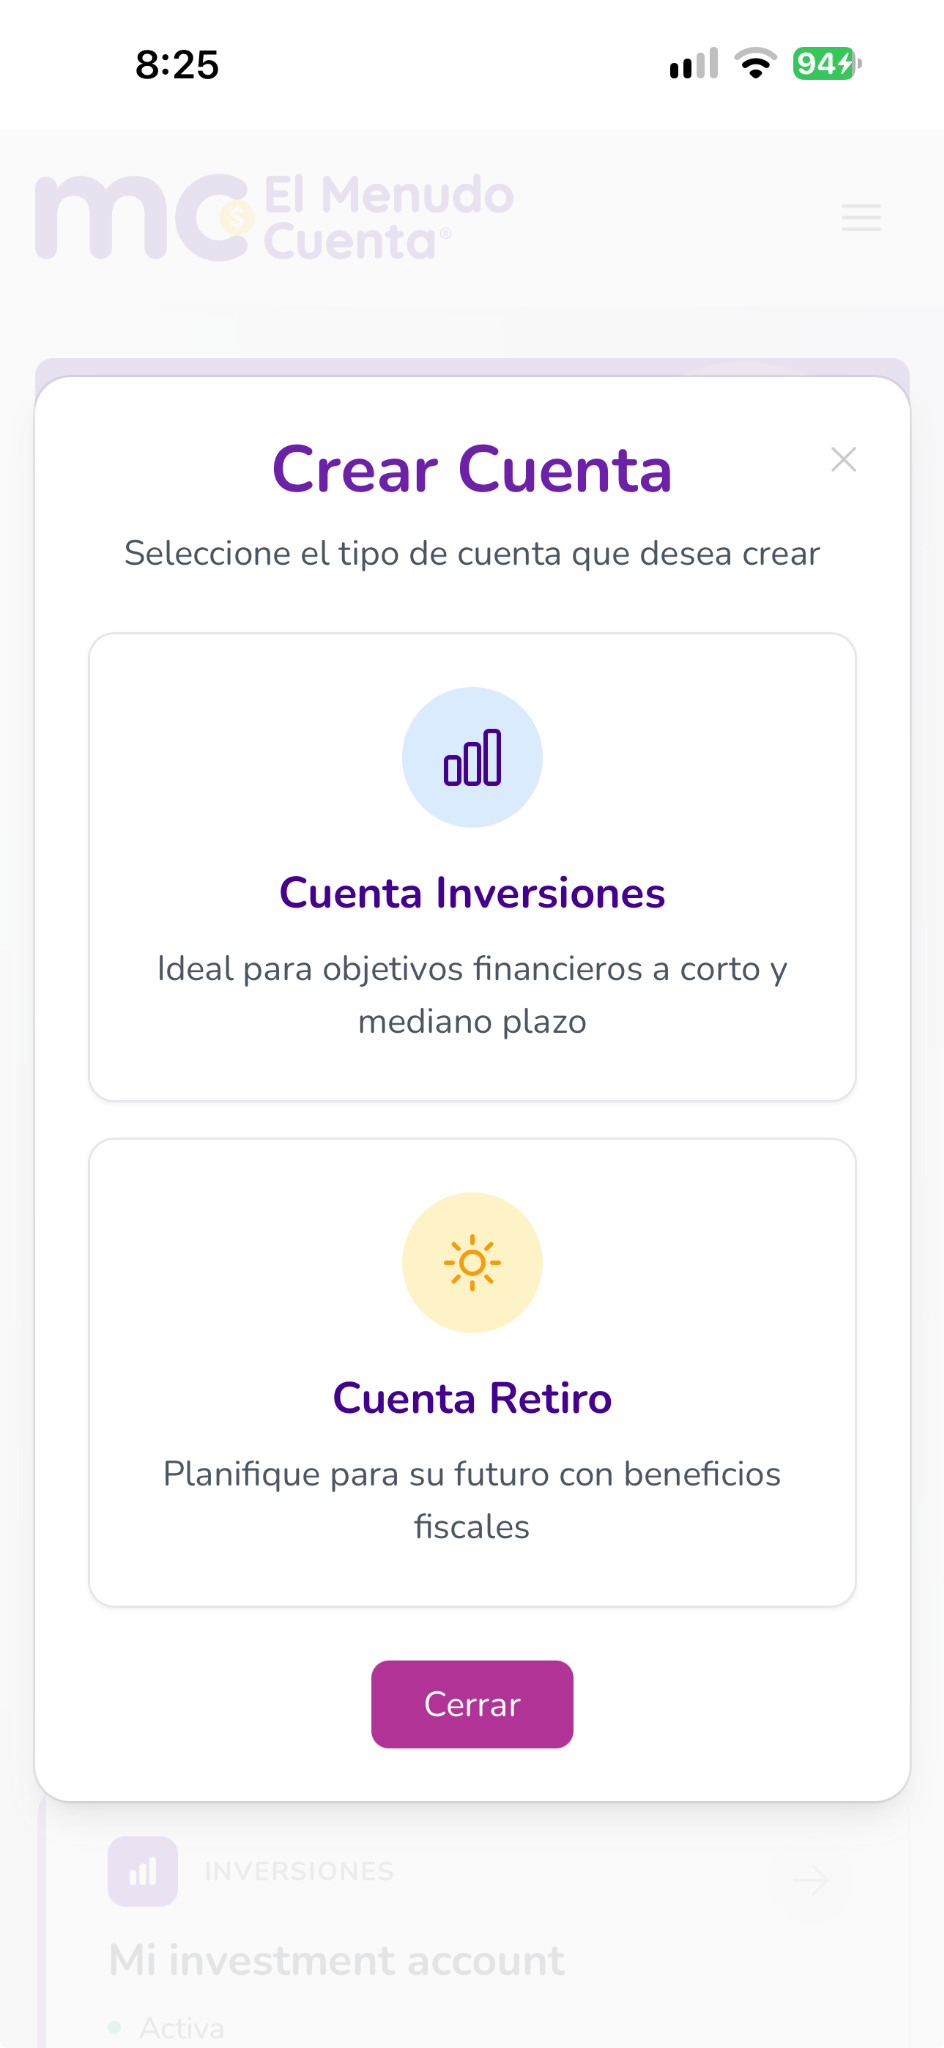 8:25
94
mc El Menudo
Cuenta®
Crear Cuenta
Seleccione el tipo de cuenta que desea crear
Cuenta Inversiones
Ideal para objetivos financieros a corto y
mediano plazo
Cuenta Retiro
Planifique para su futuro con beneficios
fiscales
Cerrar
INVERSIONES
Mi investment account
Activa